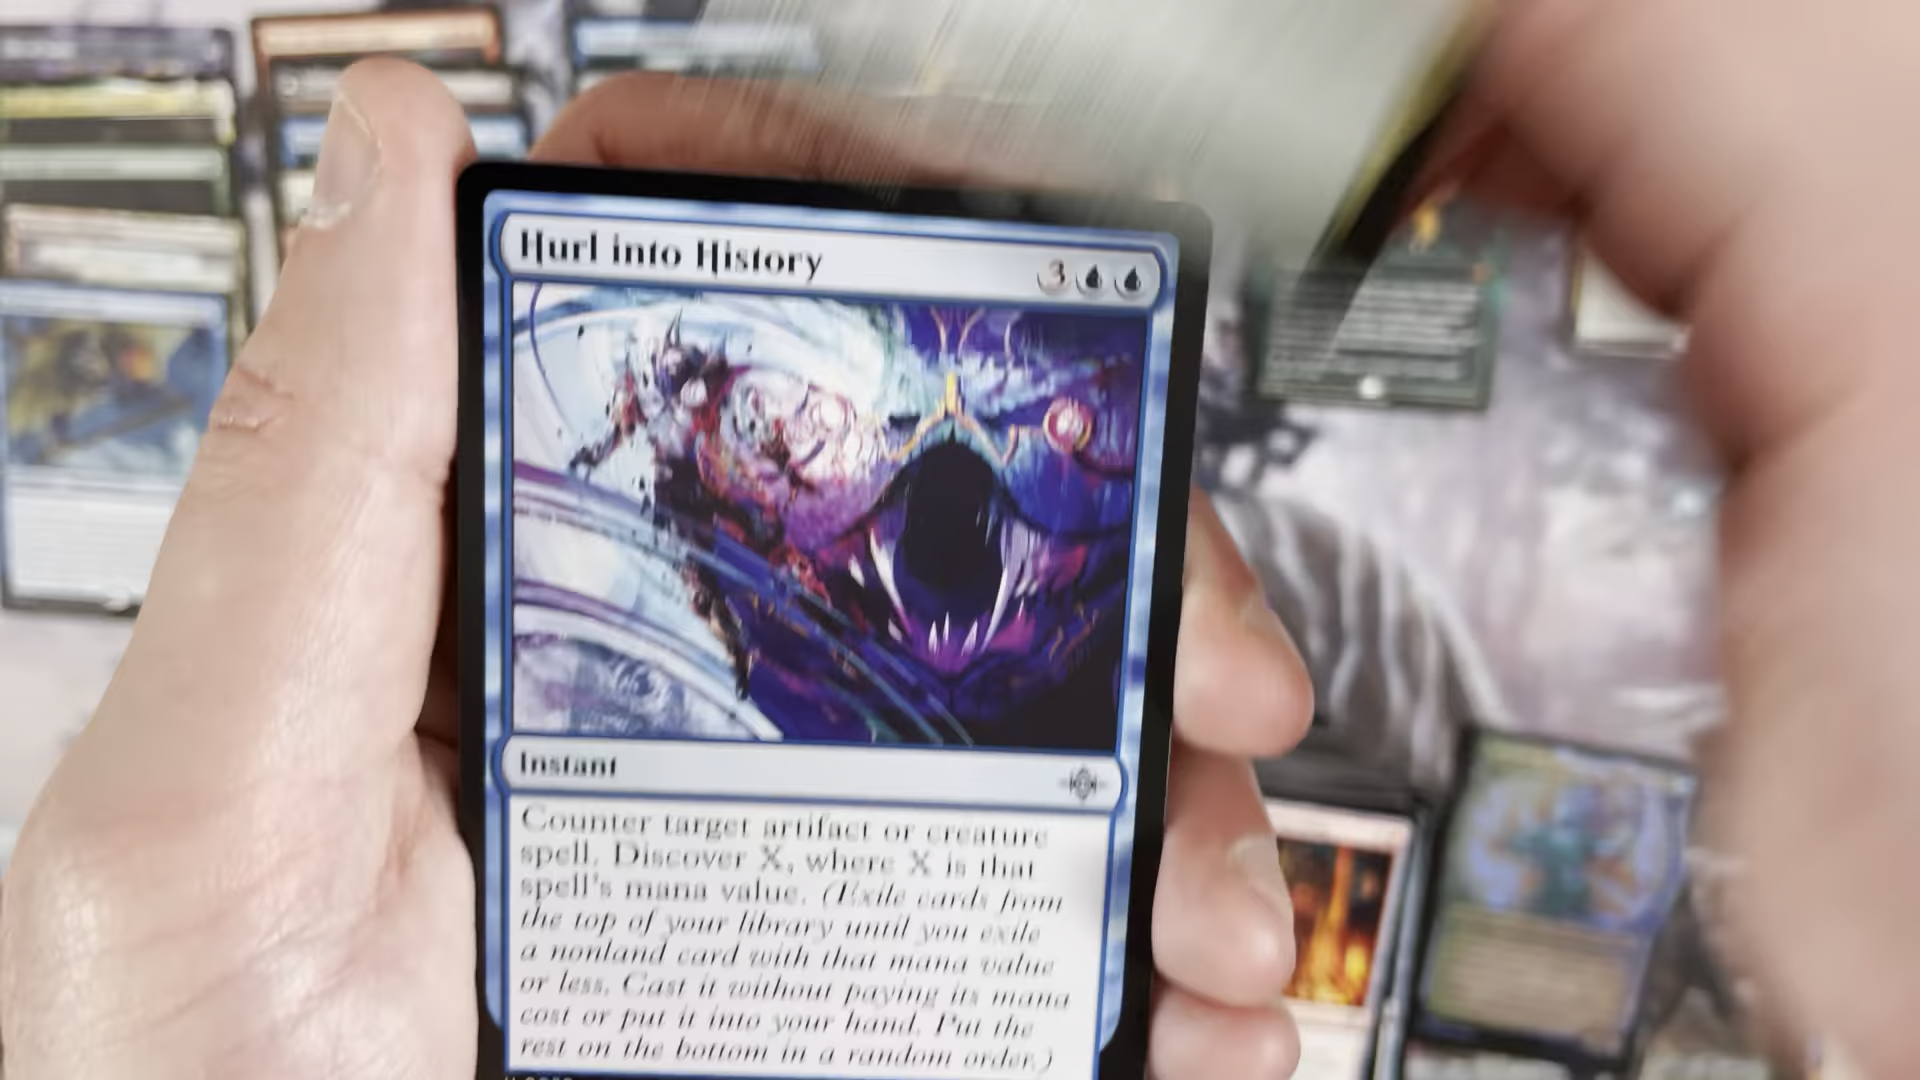 Hurl into History
3
Instant
Counter target artifact or creature
spell. Discover X, where X is that
spell's mana value. (Exile cards from
the top of your library until you exile
a nonland card with that mana value
or less. Cast it without paying its mana
cost or put it into your hand. Put the
rest on the bottom in a random order.)